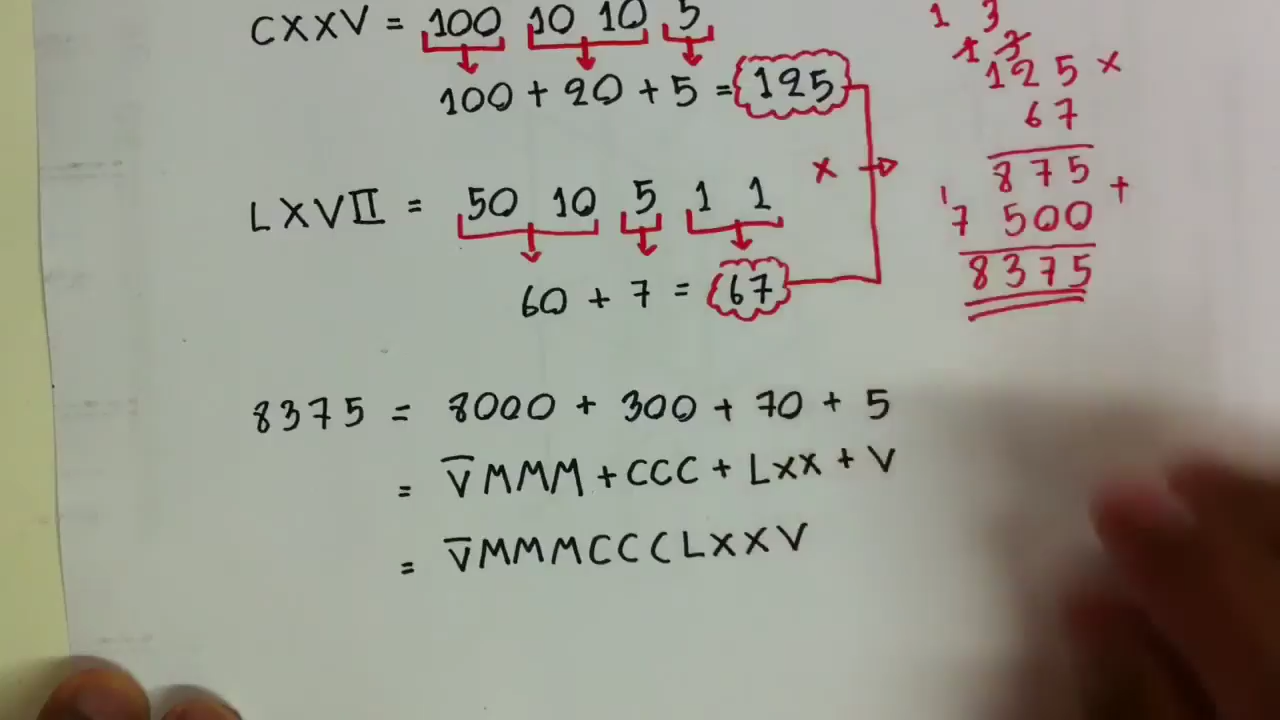 CXXV = 100 10 10 5
100 + 20 + 5 = 125
LXVII = 50 10 5 1 1
60 + 7 = 67
×
1 3
1 3
125 ×
67
875 +
1
7 500
8375
8375 = 8000 + 300 + 70 + 5
= V̅MMM + CCC + LXX + V
= V̅MMMCCCLXXV